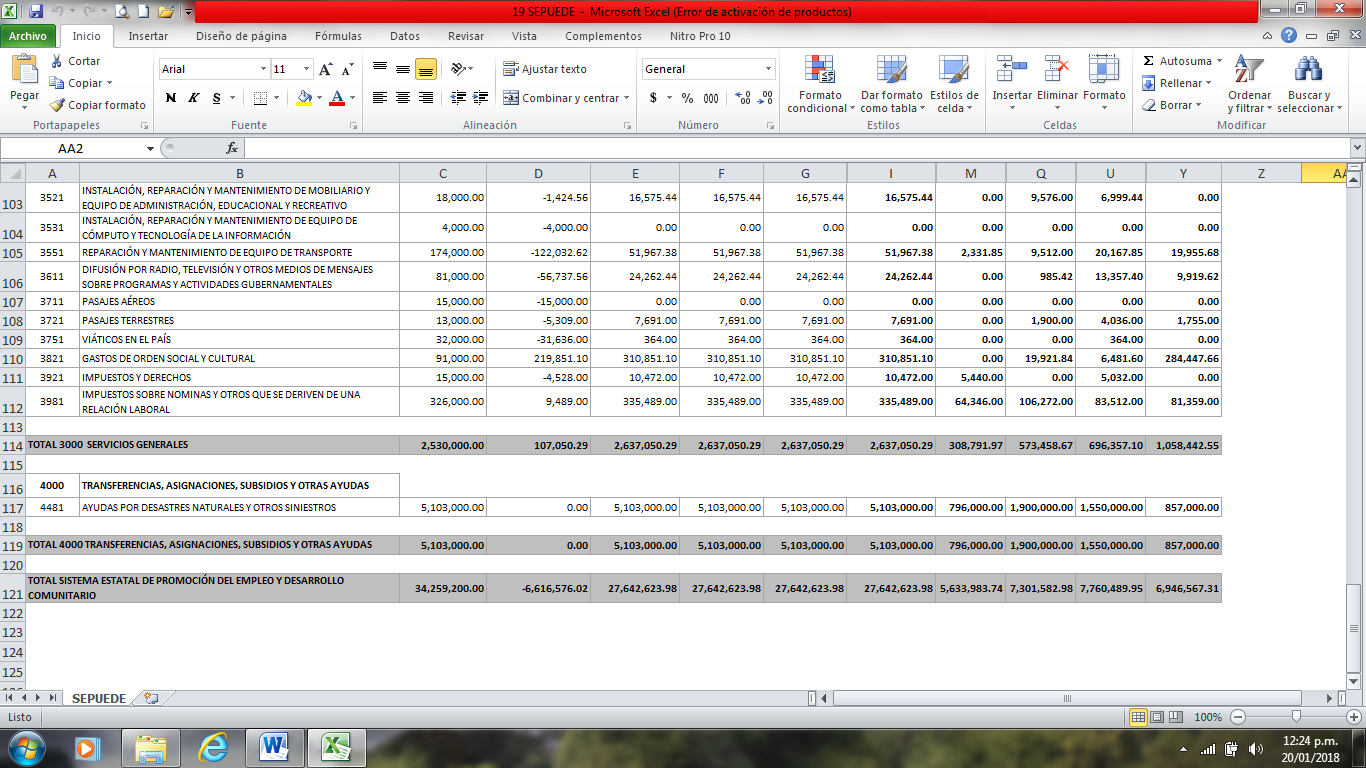 19 SEPUEDE - Microsoft Excel (Error de activación de productos)
Archivo Inicio Insertar Diseño de página Fórmulas Datos Revisar Vista Complementos Nitro Pro 10
Pegar Cortar Copiar Copiar formato Portapapeles
Arial 11 N K S Fuente
Ajustar texto Combinar y centrar Alineación
General $ % 000 Número
Formato condicional Dar formato como tabla Estilos de celda Estilos
Insertar Eliminar Formato Celdas
Σ Autosuma Rellenar Borrar Ordenar y filtrar Buscar y seleccionar Modificar
AA2 fx
A B C D E F G I M Q U Y Z AA
103 3521 INSTALACIÓN, REPARACIÓN Y MANTENIMIENTO DE MOBILIARIO Y
EQUIPO DE ADMINISTRACIÓN, EDUCACIONAL Y RECREATIVO 18,000.00 -1,424.56 16,575.44 16,575.44 16,575.44 16,575.44 0.00 9,576.00 6,999.44 0.00
104 3531 INSTALACIÓN, REPARACIÓN Y MANTENIMIENTO DE EQUIPO DE
CÓMPUTO Y TECNOLOGÍA DE LA INFORMACIÓN 4,000.00 -4,000.00 0.00 0.00 0.00 0.00 0.00 0.00 0.00 0.00
105 3551 REPARACIÓN Y MANTENIMIENTO DE EQUIPO DE TRANSPORTE 174,000.00 -122,032.62 51,967.38 51,967.38 51,967.38 51,967.38 2,331.85 9,512.00 20,167.85 19,955.68
106 3611 DIFUSIÓN POR RADIO, TELEVISIÓN Y OTROS MEDIOS DE MENSAJES
SOBRE PROGRAMAS Y ACTIVIDADES GUBERNAMENTALES 81,000.00 -56,737.56 24,262.44 24,262.44 24,262.44 24,262.44 0.00 985.42 13,357.40 9,919.62
107 3711 PASAJES AÉREOS 15,000.00 -15,000.00 0.00 0.00 0.00 0.00 0.00 0.00 0.00 0.00
108 3721 PASAJES TERRESTRES 13,000.00 -5,309.00 7,691.00 7,691.00 7,691.00 7,691.00 0.00 1,900.00 4,036.00 1,755.00
109 3751 VIÁTICOS EN EL PAÍS 32,000.00 -31,636.00 364.00 364.00 364.00 364.00 0.00 0.00 364.00 0.00
110 3821 GASTOS DE ORDEN SOCIAL Y CULTURAL 91,000.00 219,851.10 310,851.10 310,851.10 310,851.10 310,851.10 0.00 19,921.84 6,481.60 284,447.66
111 3921 IMPUESTOS Y DERECHOS 15,000.00 -4,528.00 10,472.00 10,472.00 10,472.00 10,472.00 5,440.00 0.00 5,032.00 0.00
112 3981 IMPUESTOS SOBRE NOMINAS Y OTROS QUE SE DERIVEN DE UNA
RELACIÓN LABORAL 326,000.00 9,489.00 335,489.00 335,489.00 335,489.00 335,489.00 64,346.00 106,272.00 83,512.00 81,359.00
113
114 TOTAL 3000 SERVICIOS GENERALES 2,530,000.00 107,050.29 2,637,050.29 2,637,050.29 2,637,050.29 2,637,050.29 308,791.97 573,458.67 696,357.10 1,058,442.55
115
116 4000 TRANSFERENCIAS, ASIGNACIONES, SUBSIDIOS Y OTRAS AYUDAS
117 4481 AYUDAS POR DESASTRES NATURALES Y OTROS SINIESTROS 5,103,000.00 0.00 5,103,000.00 5,103,000.00 5,103,000.00 5,103,000.00 796,000.00 1,900,000.00 1,550,000.00 857,000.00
118
119 TOTAL 4000 TRANSFERENCIAS, ASIGNACIONES, SUBSIDIOS Y OTRAS AYUDAS 5,103,000.00 0.00 5,103,000.00 5,103,000.00 5,103,000.00 5,103,000.00 796,000.00 1,900,000.00 1,550,000.00 857,000.00
120
121 TOTAL SISTEMA ESTATAL DE PROMOCIÓN DEL EMPLEO Y DESARROLLO
COMUNITARIO 34,259,200.00 -6,616,576.02 27,642,623.98 27,642,623.98 27,642,623.98 27,642,623.98 5,633,983.74 7,301,582.98 7,760,489.95 6,946,567.31
122
123
124
125
SEPUEDE
Listo 100%
12:24 p.m.
20/01/2018